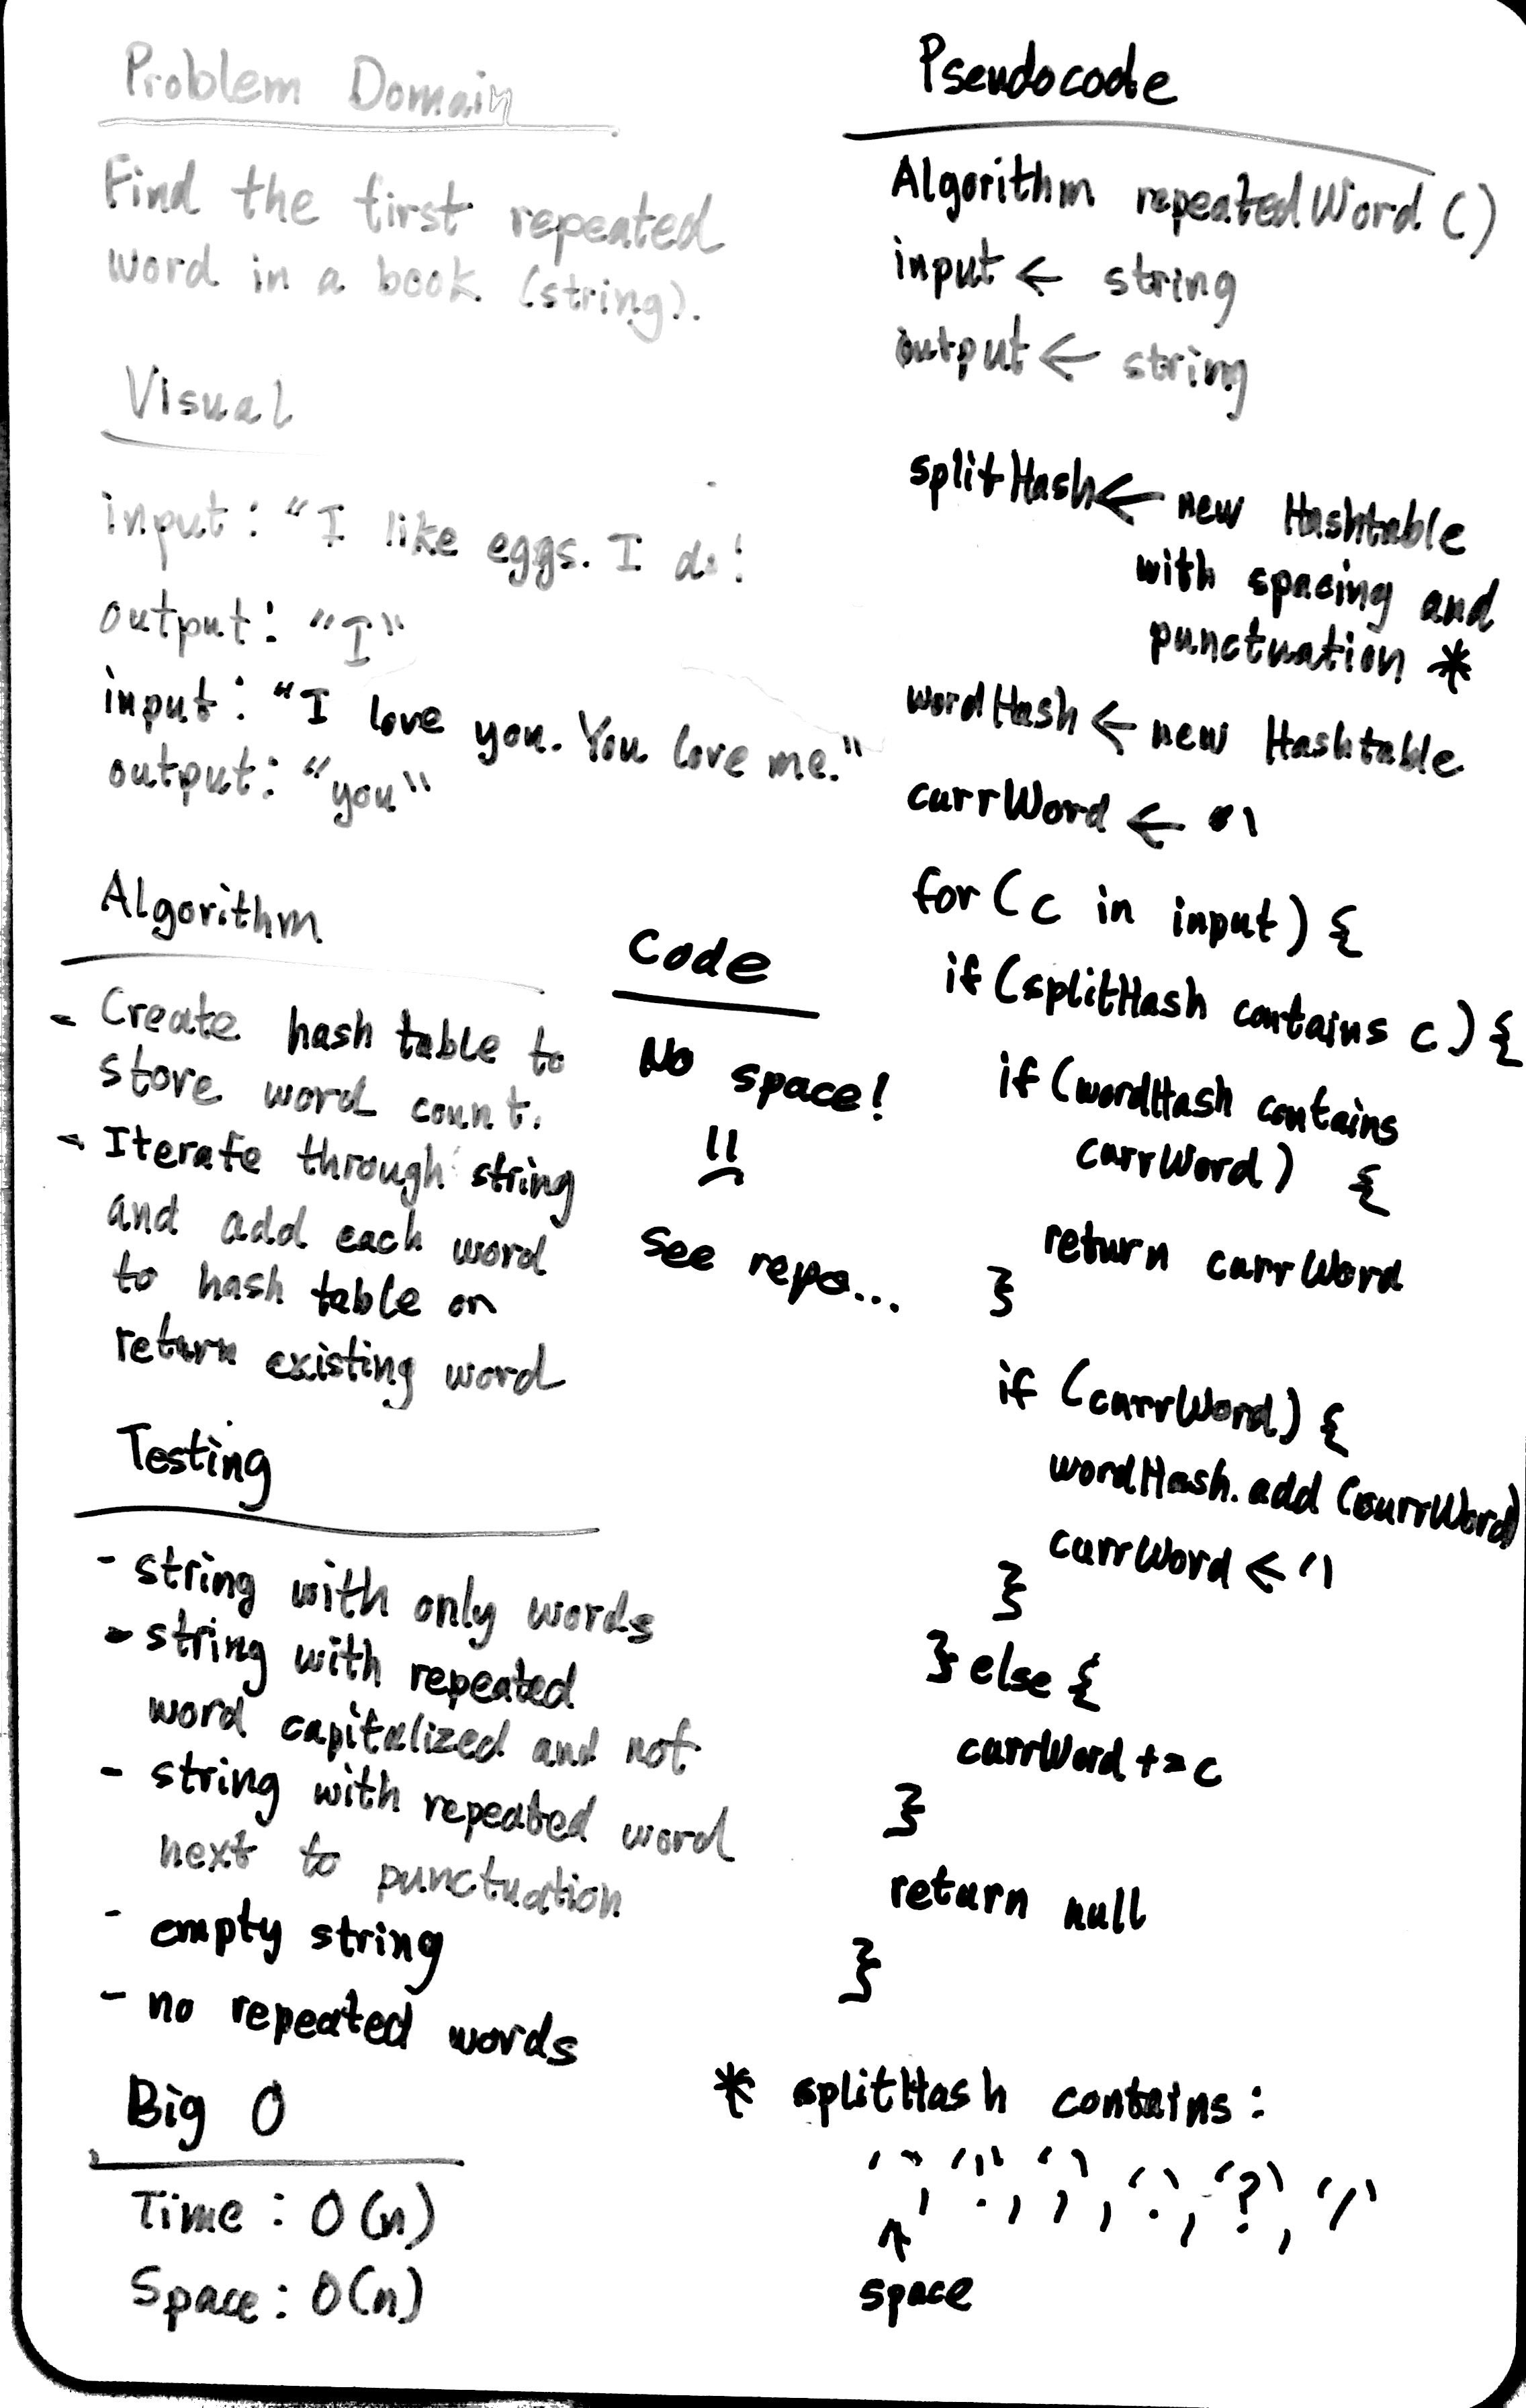 Problem Domain
Find the first repeated
word in a book (string).
Visual
input: "I like eggs. I do!
output: "I"
input: "I love you. You love me."
output: "you"
Algorithm
- Create hash table to
store word count.
- Iterate through string
and add each word
to hash table or
return existing word
Code
No space!
See repo...
Testing
- string with only words
- string with repeated
word capitalized and not
- string with repeated word
next to punctuation
- empty string
- no repeated words
Big O
Time: O(n)
Space: O(n)
Pseudocode
Algorithm repeatedWord()
input ← string
output ← string
splitHash ← new Hashtable
with spacing and
punctuation *
wordHash ← new Hashtable
currWord ← ''
for (c in input) {
if (splitHash contains c) {
if (wordHash contains
currWord) {
return currWord
}
if (currWord) {
wordHash.add (currWord)
currWord ← ''
}
} else {
currWord += c
}
return null
}
* splitHash contains:
' ', '!', ',', '.', '?', '/'
↑
space